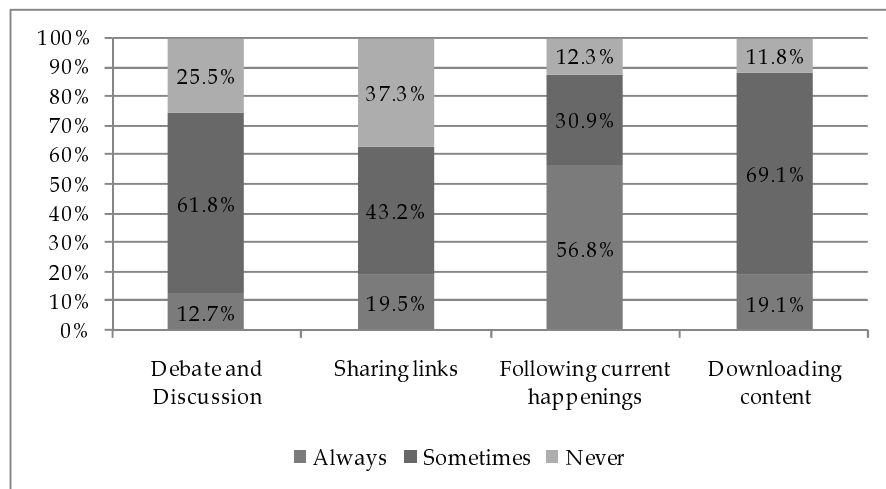 100%
90%
80%
70%
60%
50%
40%
30%
20%
10%
0%
25.5% 37.3% 12.3% 11.8%
61.8% 43.2% 30.9% 69.1%
12.7% 19.5% 56.8% 19.1%
Debate and Discussion
Sharing links
Following current happenings
Downloading content
Always Sometimes Never